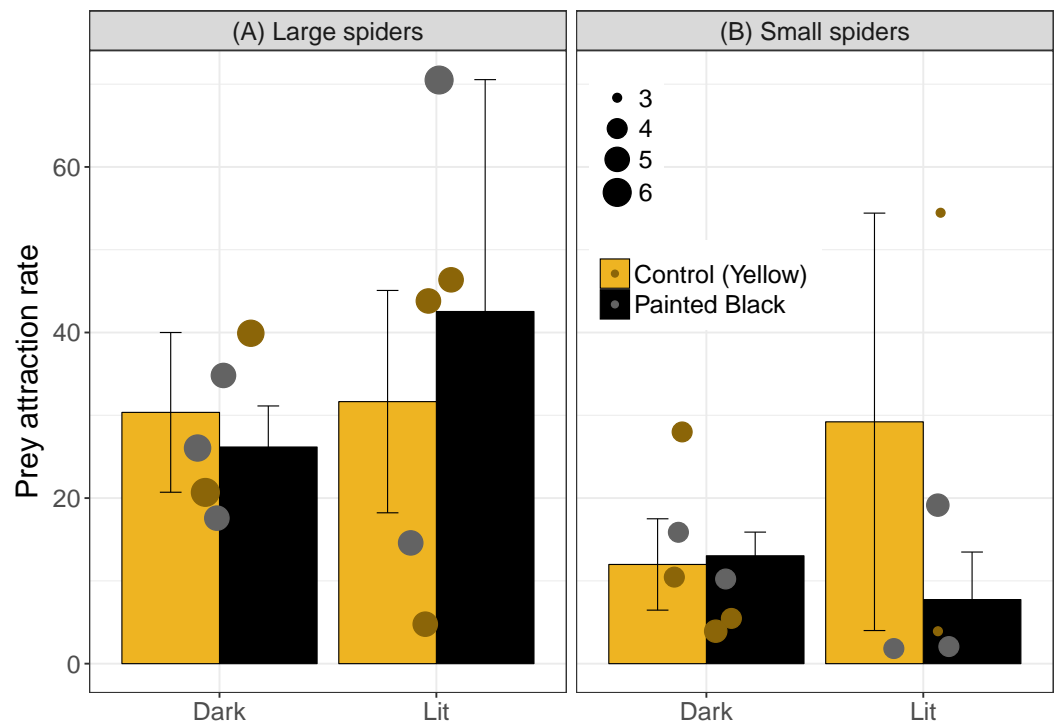 (A) Large spiders
(B) Small spiders
Prey attraction rate
60
40
20
0
3
4
5
6
Control (Yellow)
Painted Black
Dark
Lit
Dark
Lit